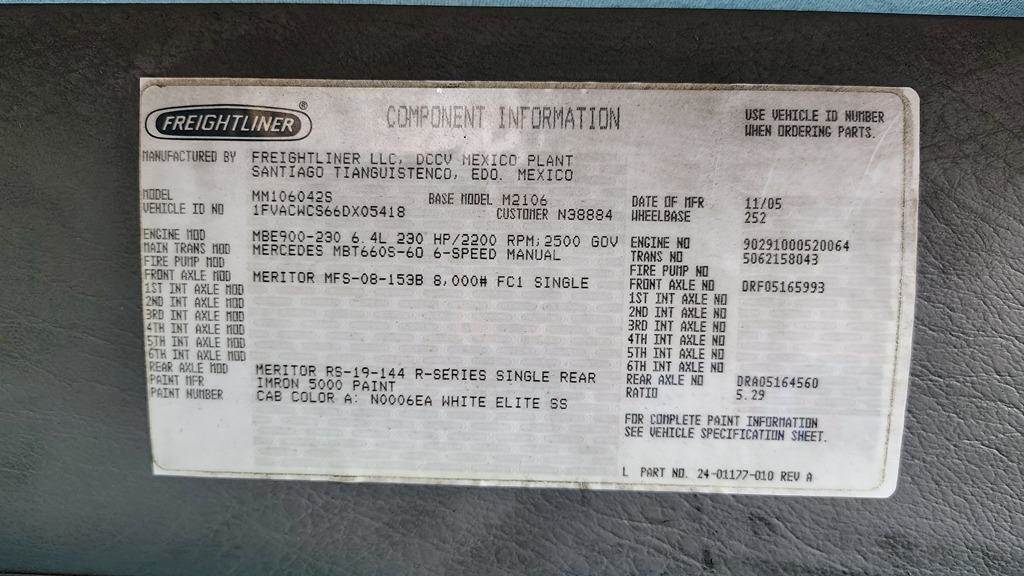 FREIGHTLINER®
COMPONENT INFORMATION
USE VEHICLE ID NUMBER
WHEN ORDERING PARTS.
MANUFACTURED BY FREIGHTLINER LLC, DCCV MEXICO PLANT
SANTIAGO TIANGUISTENCO, EDO. MEXICO
MODEL MM106042S BASE MODEL M2106 DATE OF MFR 11/05
VEHICLE ID NO 1FVACWCS66DX05418 CUSTOMER N38884 WHEELBASE 252
ENGINE MOD MBE900-230 6.4L 230 HP/2200 RPM;2500 GOV ENGINE NO 90291000520064
MAIN TRANS MOD MERCEDES MBT660S-6O 6-SPEED MANUAL TRANS NO 5062158043
FIRE PUMP MOD FIRE PUMP NO
FRONT AXLE MOD MERITOR MFS-08-153B 8,000# FC1 SINGLE FRONT AXLE NO DRF05165993
1ST INT AXLE MOD 1ST INT AXLE NO
2ND INT AXLE MOD 2ND INT AXLE NO
3RD INT AXLE MOD 3RD INT AXLE NO
4TH INT AXLE MOD 4TH INT AXLE NO
5TH INT AXLE MOD 5TH INT AXLE NO
6TH INT AXLE MOD 6TH INT AXLE NO
REAR AXLE MOD MERITOR RS-19-144 R-SERIES SINGLE REAR REAR AXLE NO DRA05164560
PAINT MFR IMRON 5000 PAINT RATIO 5.29
PAINT NUMBER CAB COLOR A: N0006EA WHITE ELITE SS
FOR COMPLETE PAINT INFORMATION
SEE VEHICLE SPECIFICATION SHEET.
L PART NO. 24-01177-010 REV A